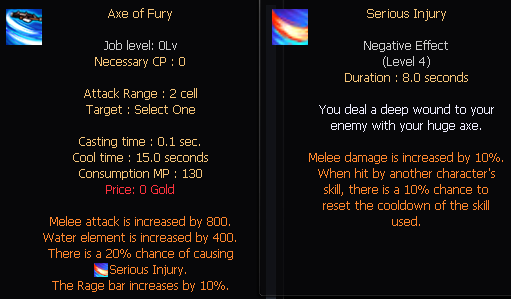 Axe of Fury
Job level: 0Lv
Necessary CP : 0
Attack Range : 2 cell
Target : Select One
Casting time : 0.1 sec.
Cool time : 15.0 seconds
Consumption MP : 130
Price: 0 Gold
Melee attack is increased by 800.
Water element is increased by 400.
There is a 20% chance of causing
Serious Injury.
The Rage bar increases by 10%.
Serious Injury
Negative Effect
(Level 4)
Duration : 8.0 seconds
You deal a deep wound to your
enemy with your huge axe.
Melee damage is increased by 10%.
When hit by another character's
skill, there is a 10% chance to
reset the cooldown of the skill
used.